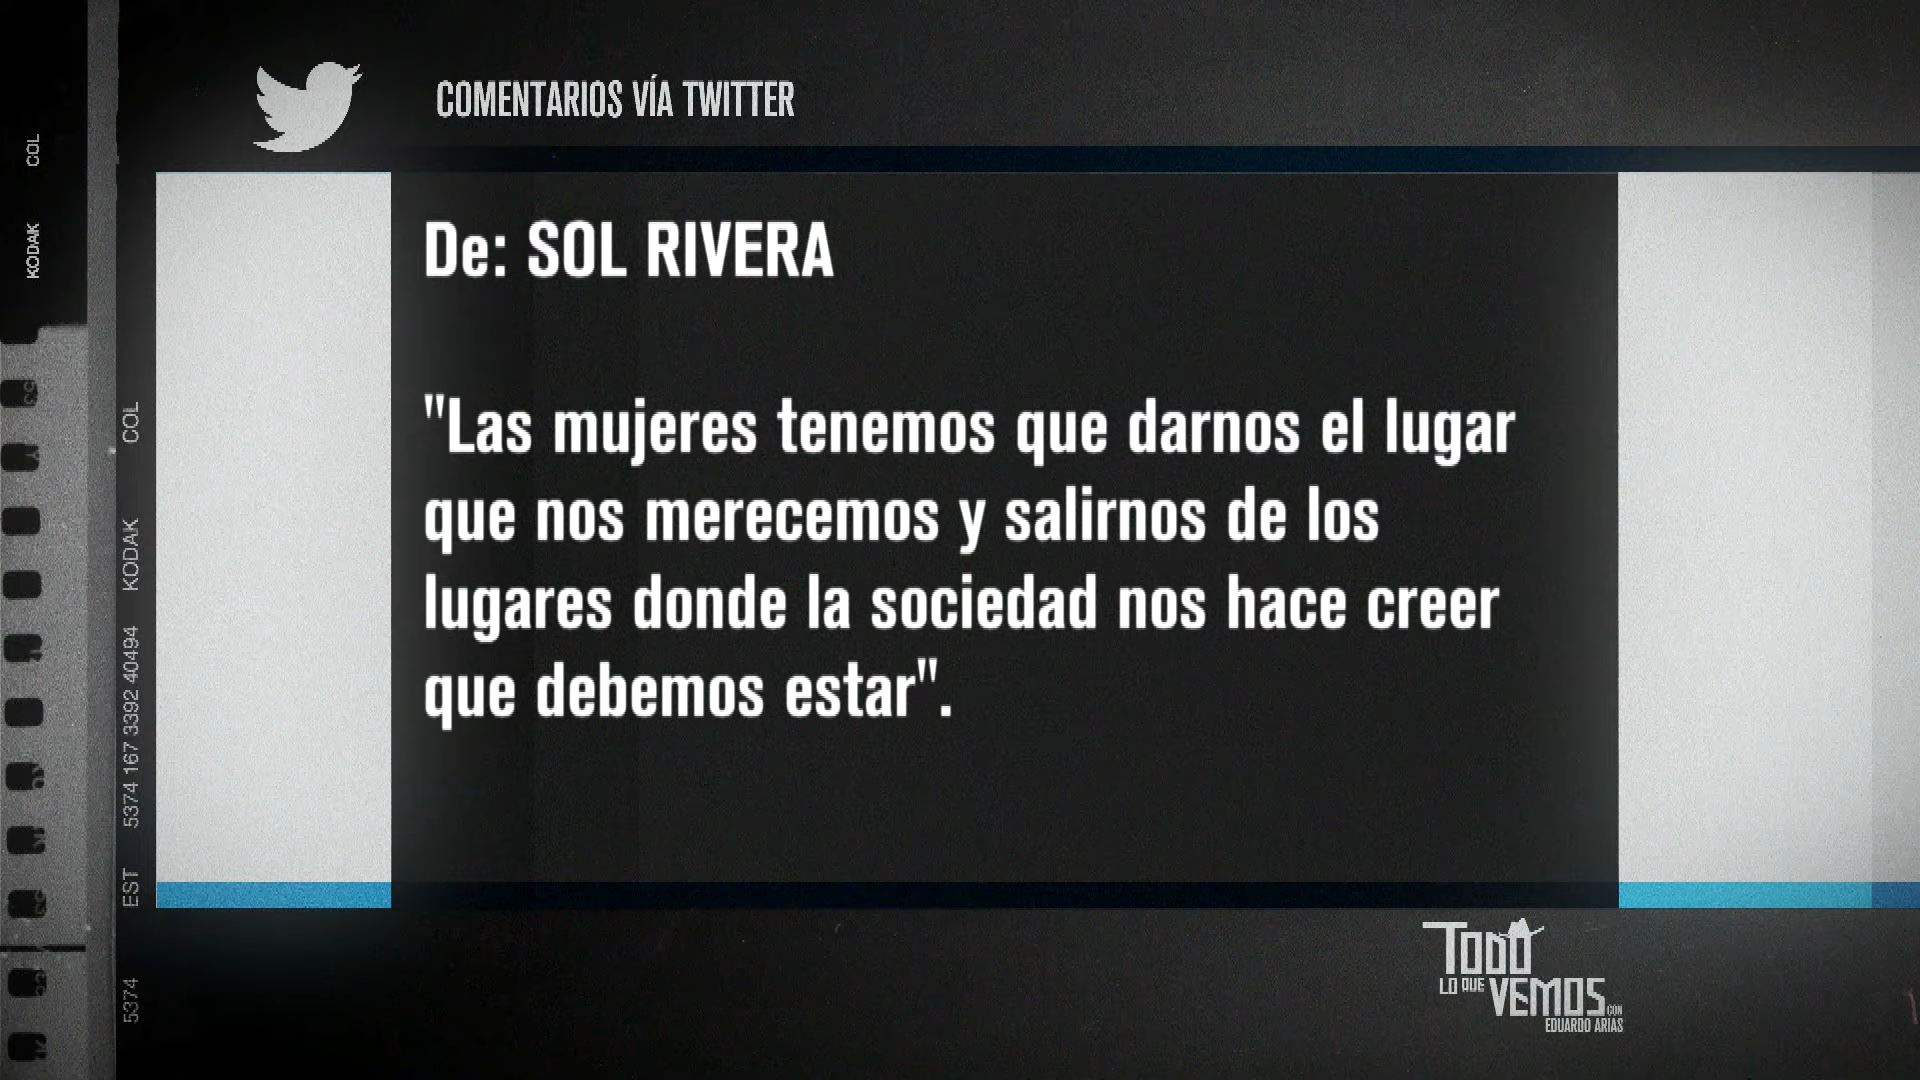 COMENTARIOS VÍA TWITTER
De: SOL RIVERA
"Las mujeres tenemos que darnos el lugar
que nos merecemos y salirnos de los
lugares donde la sociedad nos hace creer
que debemos estar".
TODO
LO QUE VEMOS CON
EDUARDO ARIAS
KODAK COL
5374 EST 5374 167 3392 40494 KODAK COL